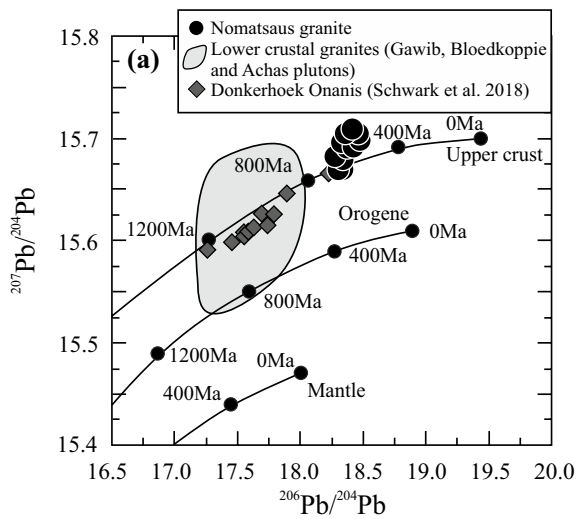 (a)
Nomatsaus granite
Lower crustal granites (Gawib, Bloedkoppie
and Achas plutons)
Donkerhoek Onanis (Schwark et al. 2018)
15.8
15.7
15.6
15.5
15.4
207Pb/204Pb
400Ma
0Ma
Upper crust
800Ma
1200Ma
Orogene
0Ma
400Ma
800Ma
1200Ma
0Ma
400Ma
Mantle
16.5
17.0
17.5
18.0
18.5
19.0
19.5
20.0
206Pb/204Pb